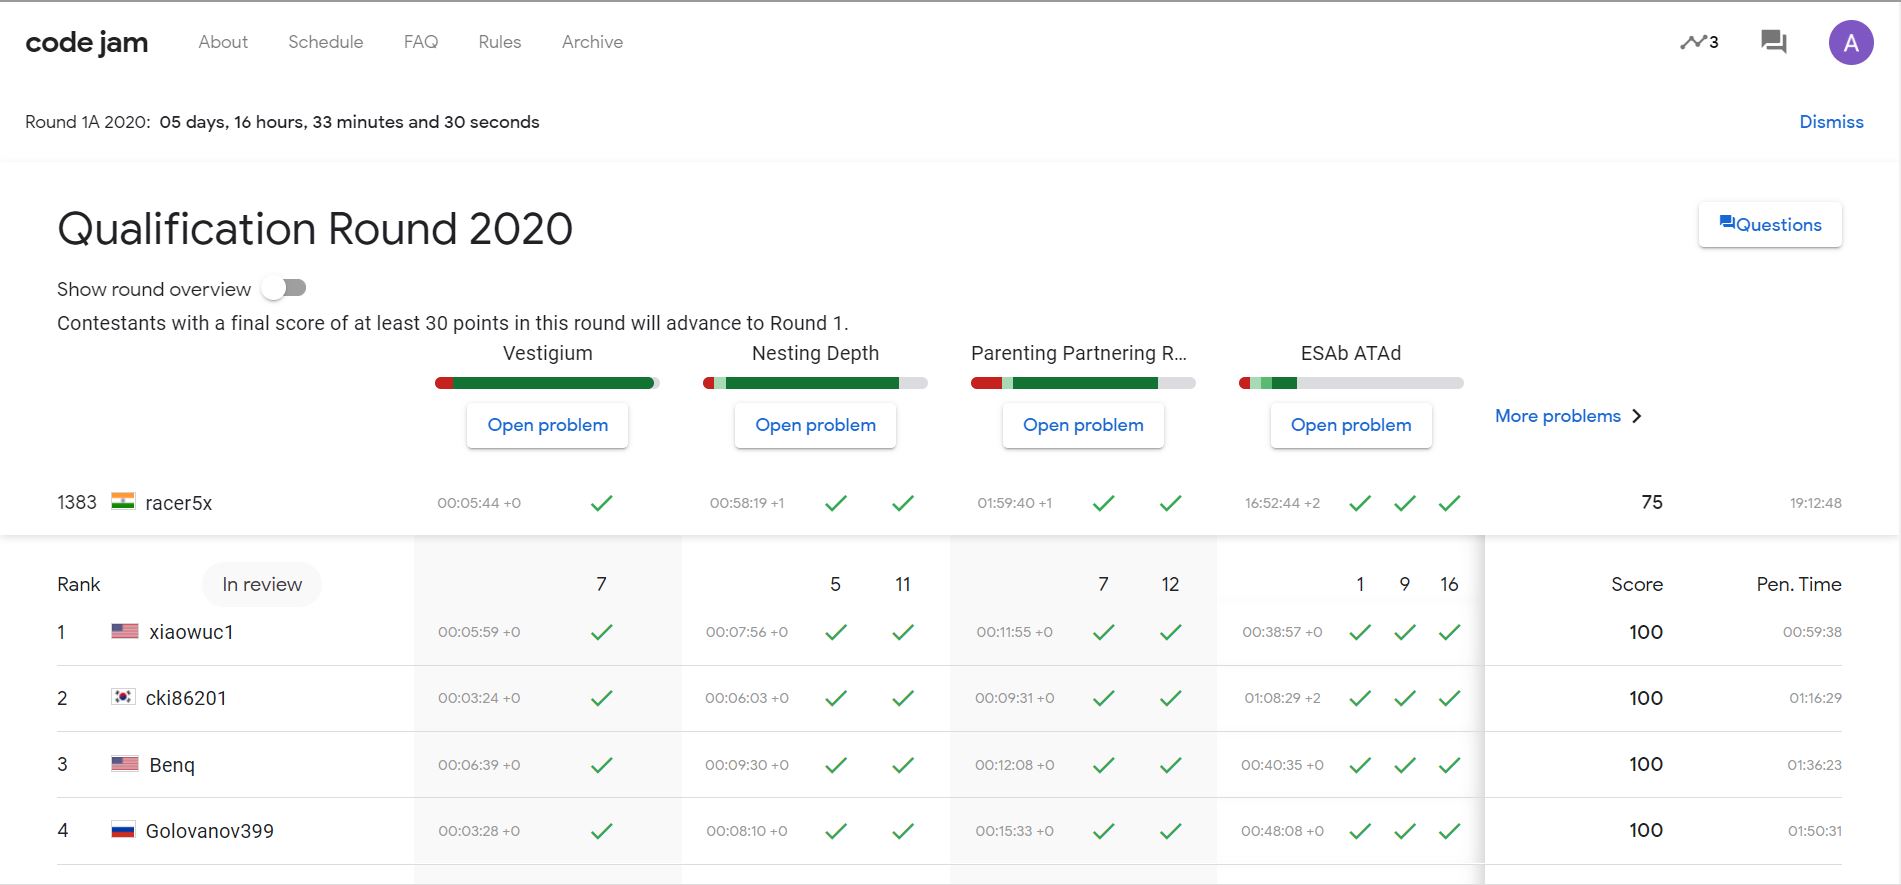 code jam About Schedule FAQ Rules Archive 3 A
Round 1A 2020: 05 days, 16 hours, 33 minutes and 30 seconds Dismiss
Qualification Round 2020 Questions
Show round overview
Contestants with a final score of at least 30 points in this round will advance to Round 1.
Vestigium Nesting Depth Parenting Partnering R... ESAb ATAd
Open problem Open problem Open problem Open problem More problems
1383 racer5x 00:05:44 +0 00:58:19 +1 01:59:40 +1 16:52:44 +2 75 19:12:48
Rank In review 7 5 11 7 12 1 9 16 Score Pen. Time
1 xiaowuc1 00:05:59 +0 00:07:56 +0 00:11:55 +0 00:38:57 +0 100 00:59:38
2 cki86201 00:03:24 +0 00:06:03 +0 00:09:31 +0 01:08:29 +2 100 01:16:29
3 Benq 00:06:39 +0 00:09:30 +0 00:12:08 +0 00:40:35 +0 100 01:36:23
4 Golovanov399 00:03:28 +0 00:08:10 +0 00:15:33 +0 00:48:08 +0 100 01:50:31